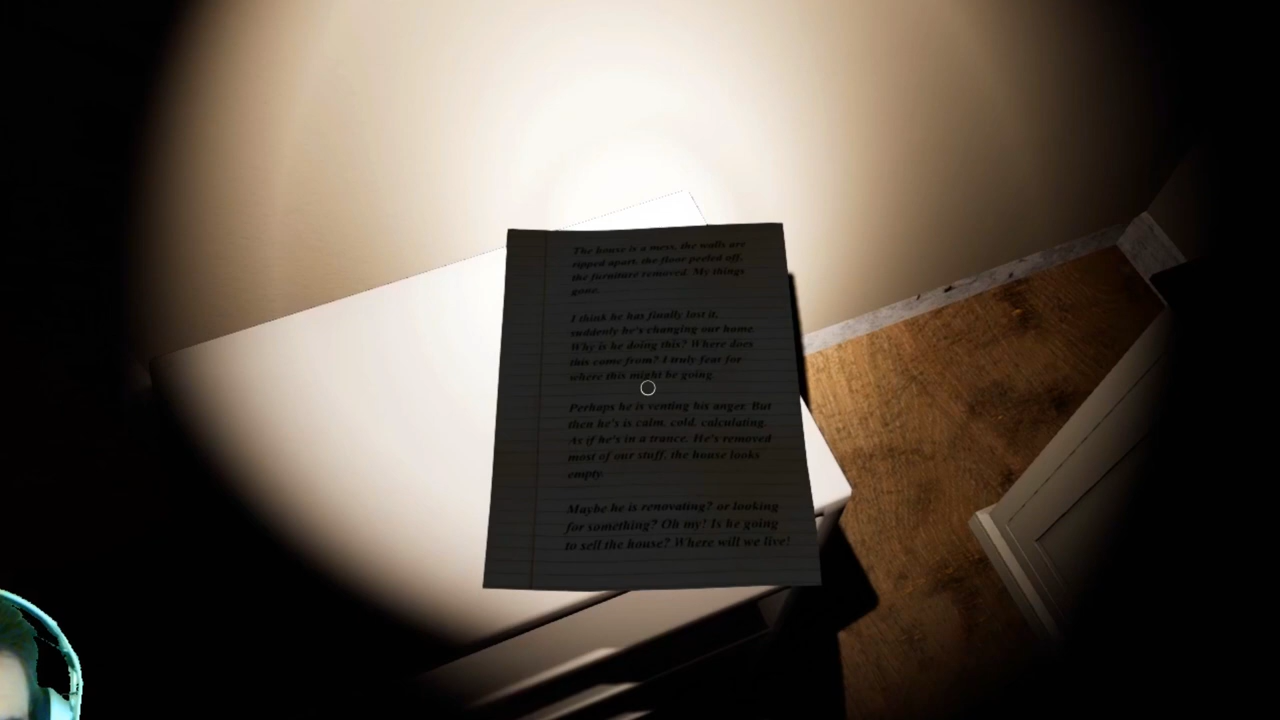 The house is a mess, the walls are
ripped apart, the floor peeled off,
the furniture removed. My things
gone.
I think he has finally lost it,
suddenly he's changing our home.
Why is he doing this? Where does
this come from? I truly fear for
where this might be going.
Perhaps he is venting his anger. But
then he's is calm, cold, calculating.
As if he's in a trance. He's removed
most of our stuff, the house looks
empty.
Maybe he is renovating? or looking
for something? Oh my! Is he going
to sell the house? Where will we live!